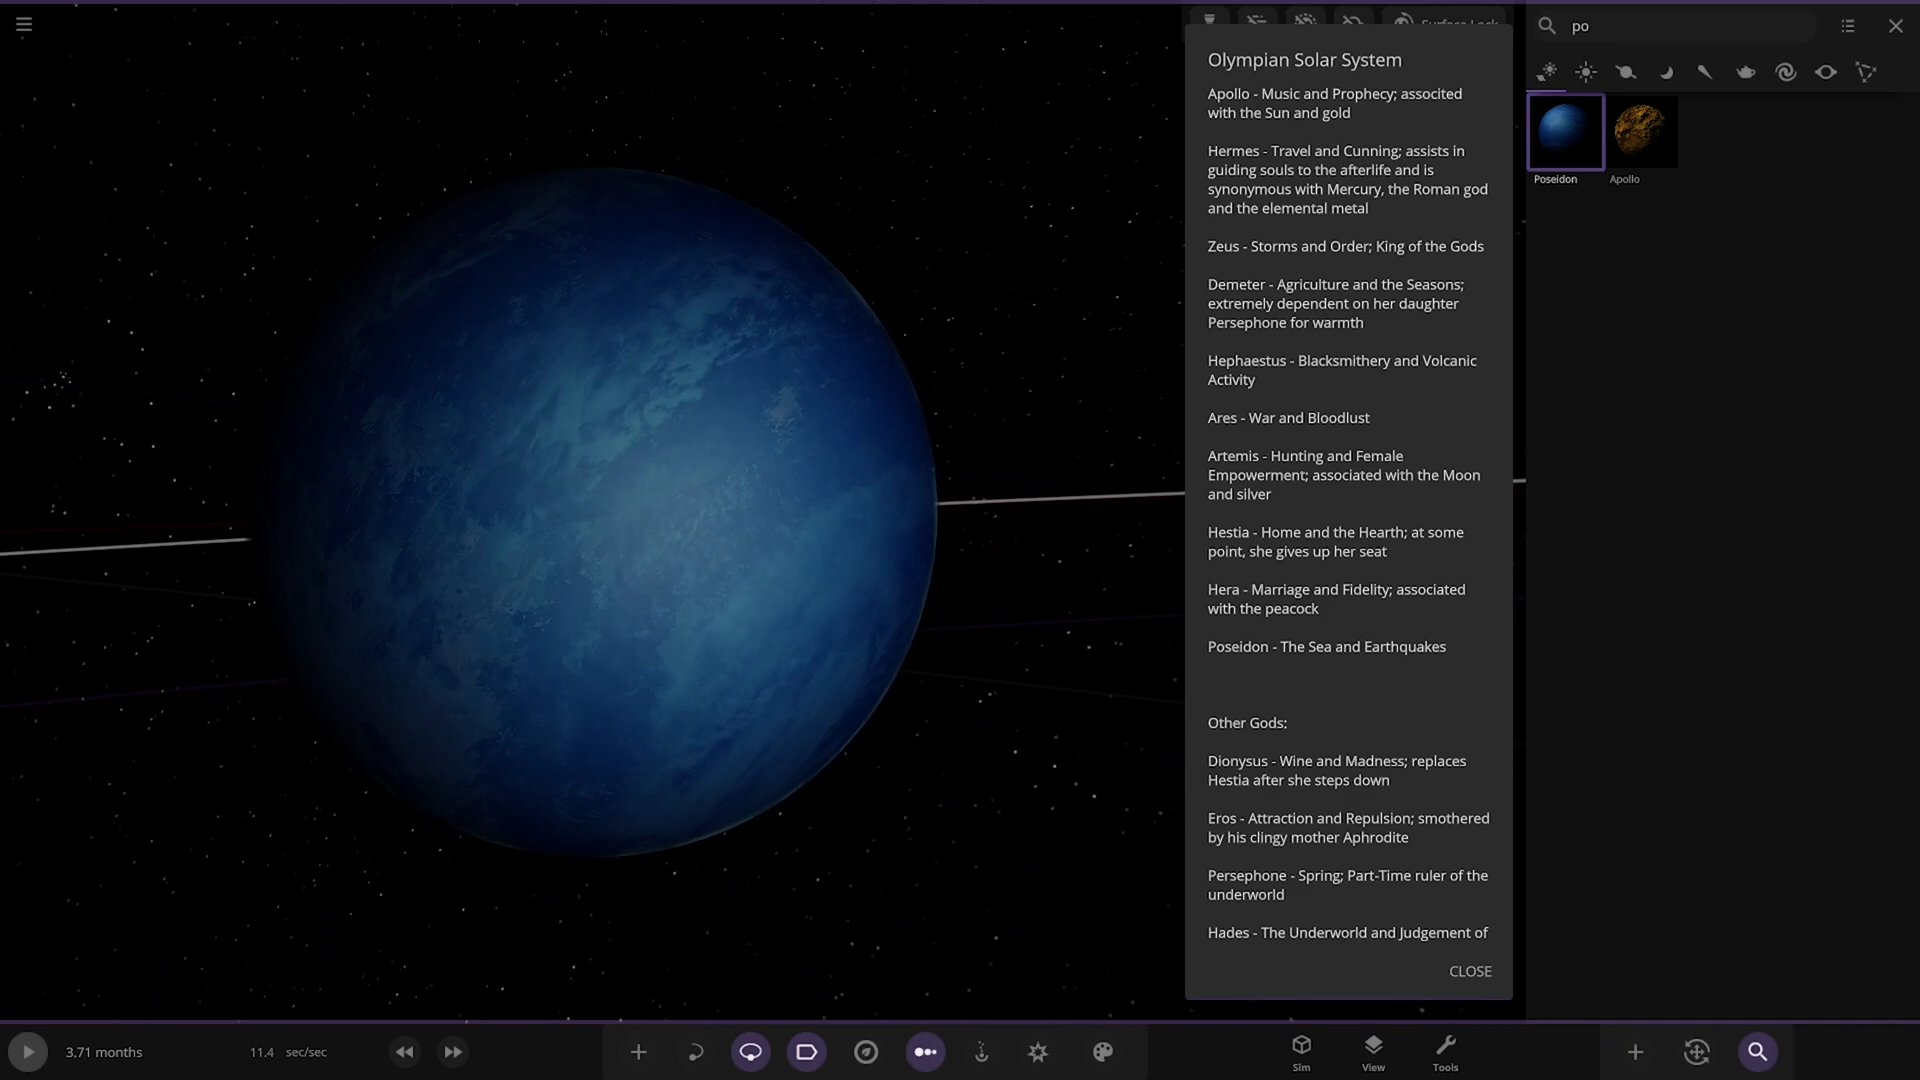 po
Olympian Solar System
Apollo - Music and Prophecy; associted
with the Sun and gold
Hermes - Travel and Cunning; assists in
guiding souls to the afterlife and is
synonymous with Mercury, the Roman god
and the elemental metal
Zeus - Storms and Order; King of the Gods
Demeter - Agriculture and the Seasons;
extremely dependent on her daughter
Persephone for warmth
Hephaestus - Blacksmithery and Volcanic
Activity
Ares - War and Bloodlust
Artemis - Hunting and Female
Empowerment; associated with the Moon
and silver
Hestia - Home and the Hearth; at some
point, she gives up her seat
Hera - Marriage and Fidelity; associated
with the peacock
Poseidon - The Sea and Earthquakes
Other Gods:
Dionysus - Wine and Madness; replaces
Hestia after she steps down
Eros - Attraction and Repulsion; smothered
by his clingy mother Aphrodite
Persephone - Spring; Part-Time ruler of the
underworld
Hades - The Underworld and Judgement of
CLOSE
Surface Lock
Poseidon
Apollo
3.71 months
11.4 sec/sec
Sim
View
Tools